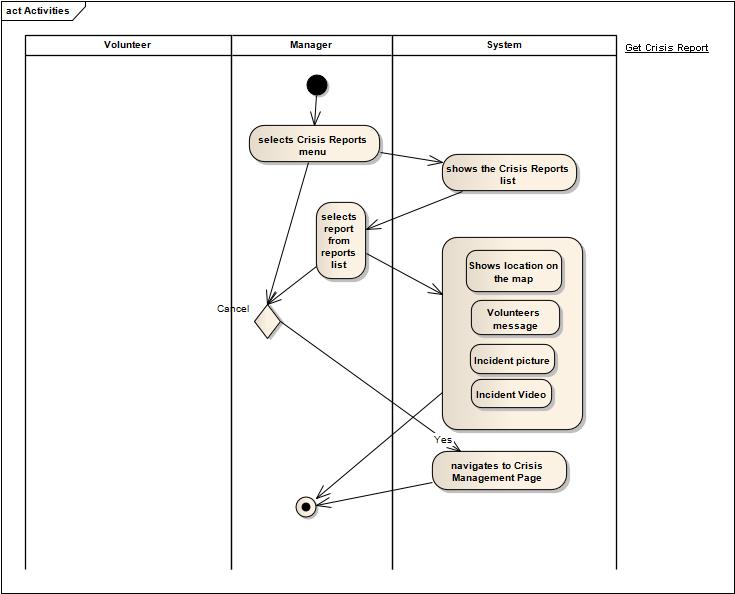 act Activities
Volunteer
Manager
System
Get Crisis Report
selects Crisis Reports
menu
shows the Crisis Reports
list
selects
report
from
reports
list
Shows location on
the map
Volunteers
message
Incident picture
Incident Video
Cancel
Yes
navigates to Crisis
Management Page